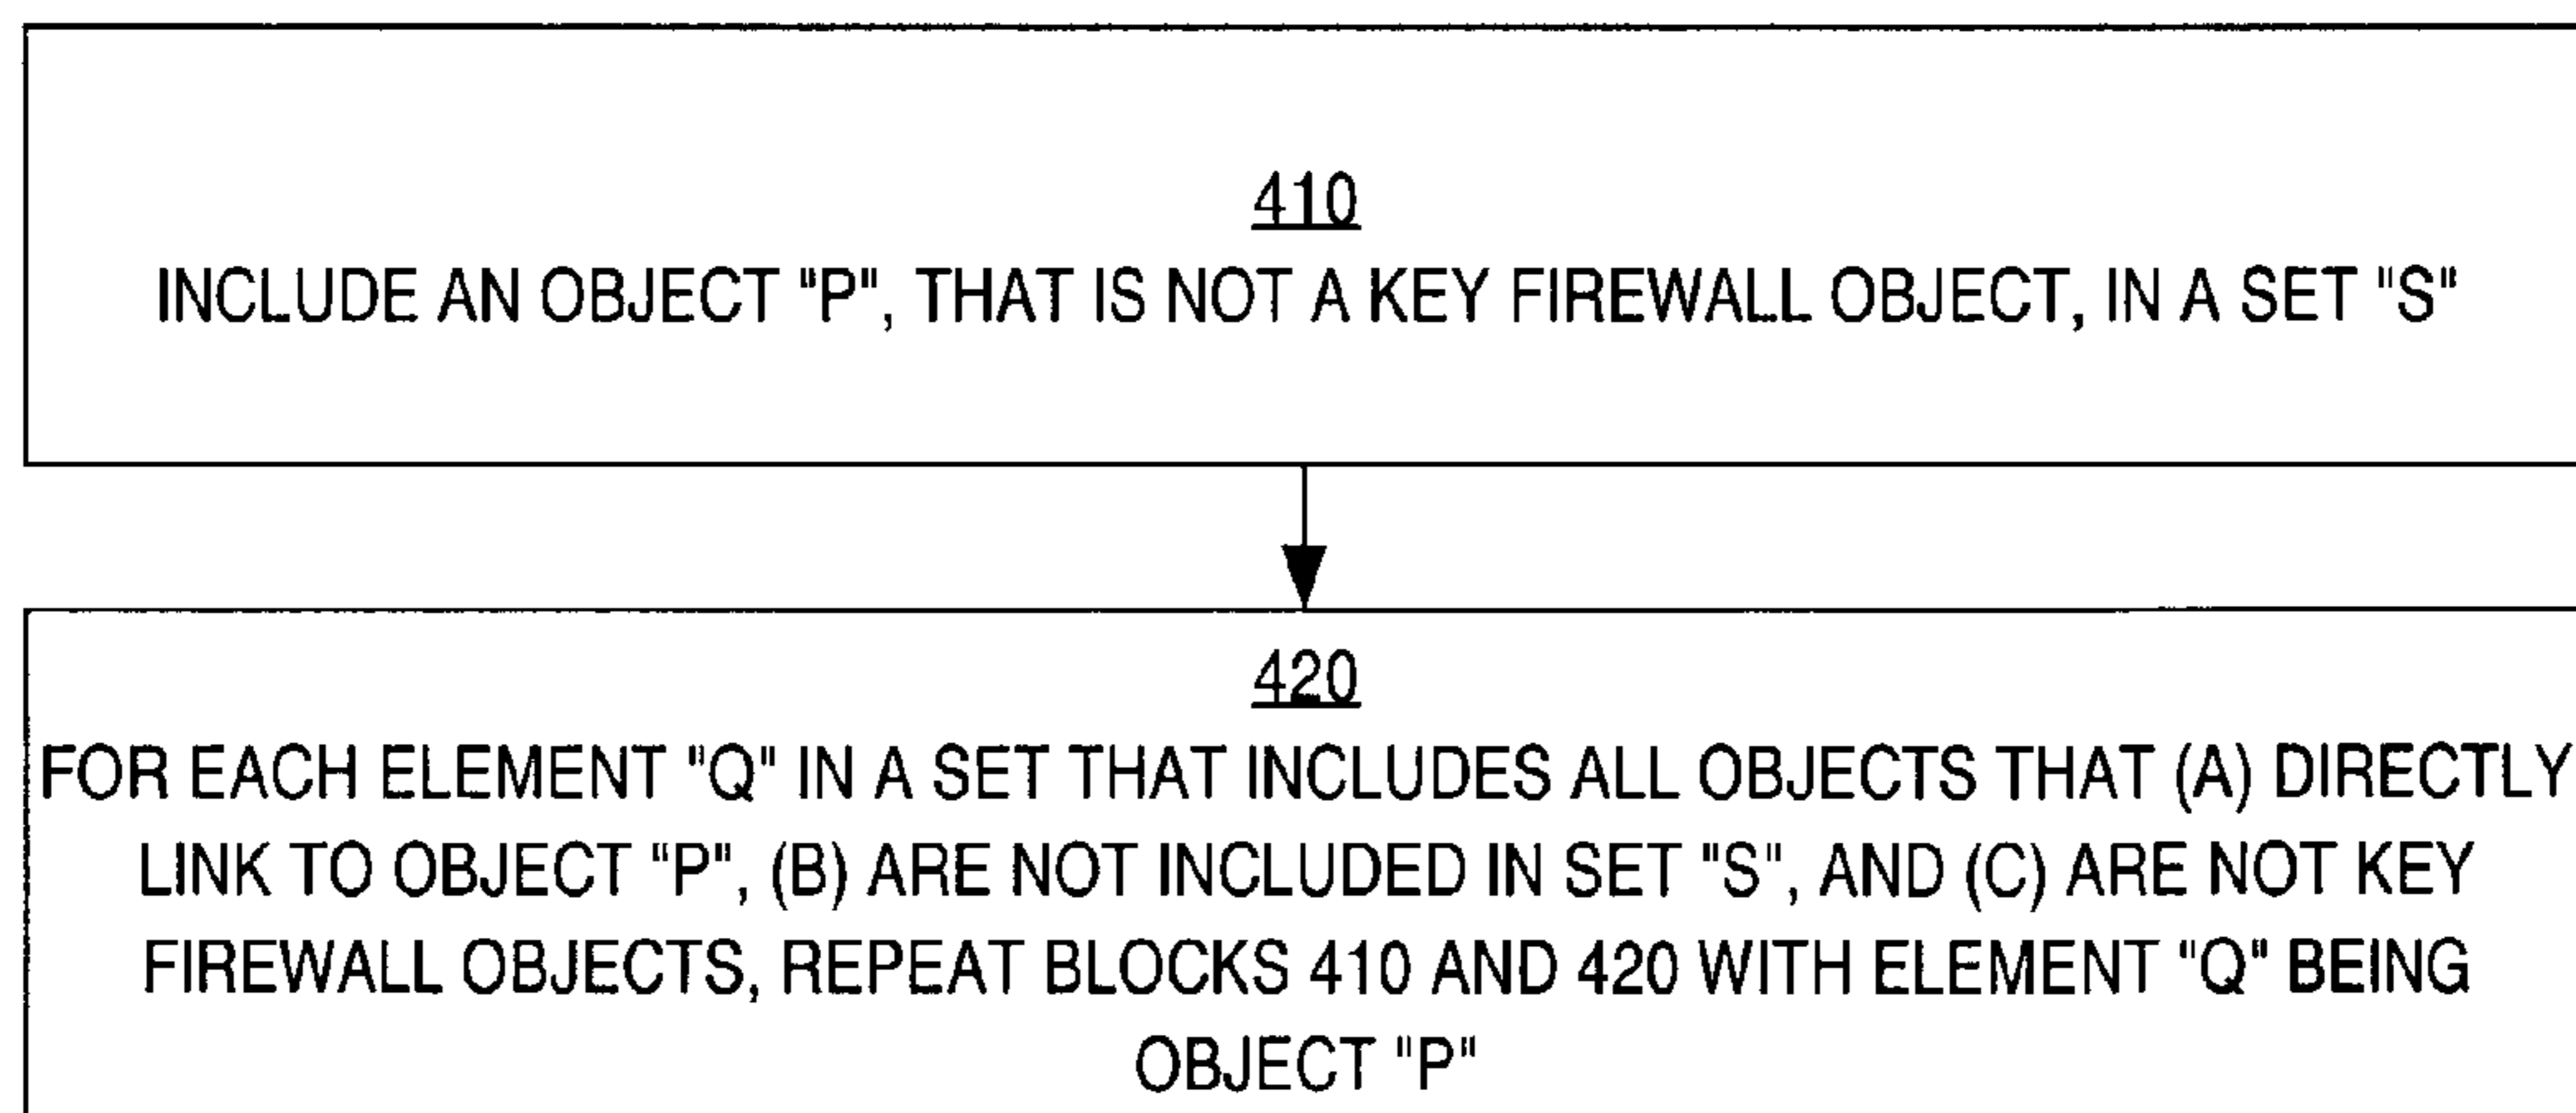 410
INCLUDE AN OBJECT "P", THAT IS NOT A KEY FIREWALL OBJECT, IN A SET "S"
420
FOR EACH ELEMENT "Q" IN A SET THAT INCLUDES ALL OBJECTS THAT (A) DIRECTLY
LINK TO OBJECT "P", (B) ARE NOT INCLUDED IN SET "S", AND (C) ARE NOT KEY
FIREWALL OBJECTS, REPEAT BLOCKS 410 AND 420 WITH ELEMENT "Q" BEING
OBJECT "P"